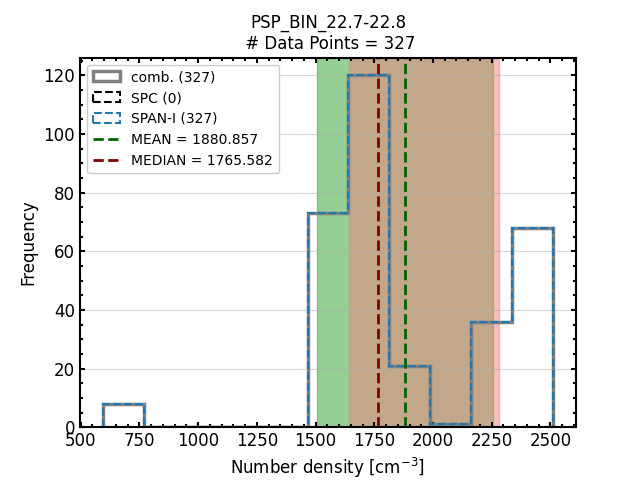 PSP_BIN_22.7-22.8
# Data Points = 327
comb. (327)
SPC (0)
SPAN-I (327)
MEAN = 1880.857
MEDIAN = 1765.582
Frequency
120
100
80
60
40
20
0
500 750 1000 1250 1500 1750 2000 2250 2500
Number density [cm⁻³]